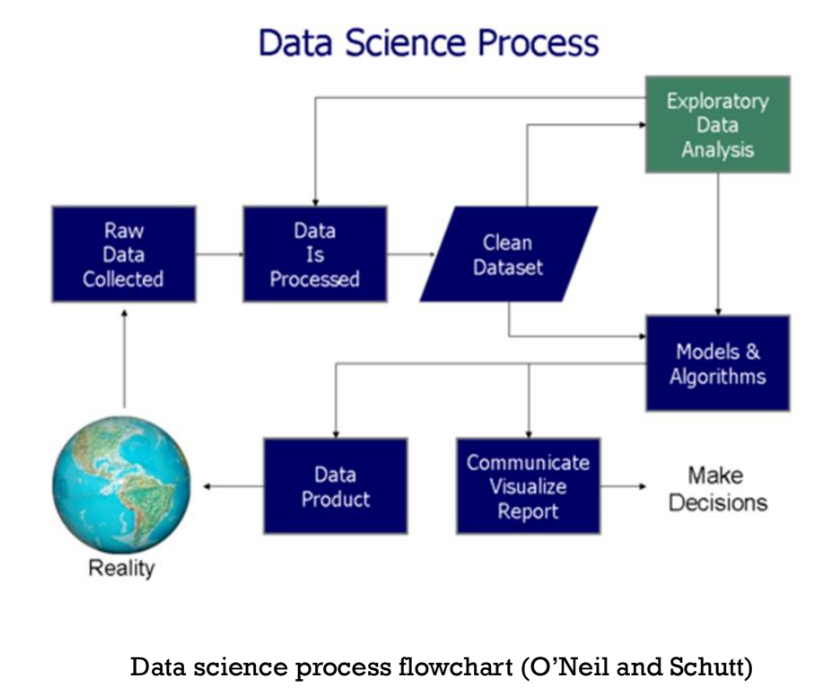 Data Science Process
Exploratory
Data
Analysis
Raw
Data
Collected
Data
Is
Processed
Clean
Dataset
Models &
Algorithms
Data
Product
Communicate
Visualize
Report
Make
Decisions
Reality
Data science process flowchart (O’Neil and Schutt)